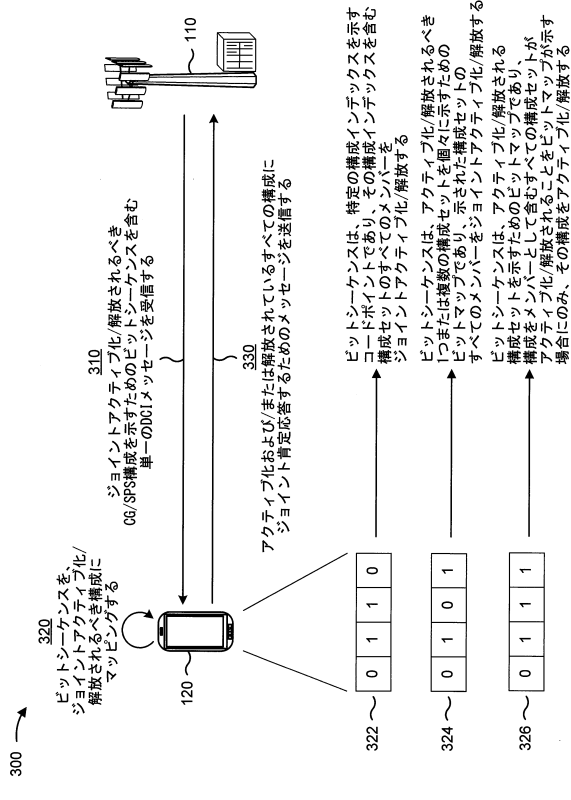 300
320
ビットシーケンスを、
ジョイントアクティブ化/
解放されるべき構成に
マッピングする
120
310
ジョイントアクティブ化/解放されるべき
CG/SPS構成を示すためのビットシーケンスを含む
単一のDCIメッセージを受信する
110
330
アクティブ化および/または解放されているすべての構成に
ジョイント肯定応答するためのメッセージを送信する
322
0 1 1 0
ビットシーケンスは、特定の構成インデックスを示す
コードポイントであり、その構成インデックスを含む
構成セットのすべてのメンバーを
ジョイントアクティブ化/解放する
324
0 1 0 1
ビットシーケンスは、アクティブ化/解放されるべき
1つまたは複数の構成セットを個々に示すための
ビットマップであり、示された構成セットの
すべてのメンバーをジョイントアクティブ化/解放する
326
0 1 1 1
ビットシーケンスは、アクティブ化/解放される
構成セットを示すためのビットマップであり、
構成をメンバーとして含むすべての構成セットが
アクティブ化/解放されることをビットマップが示す
場合にのみ、その構成をアクティブ化/解放する